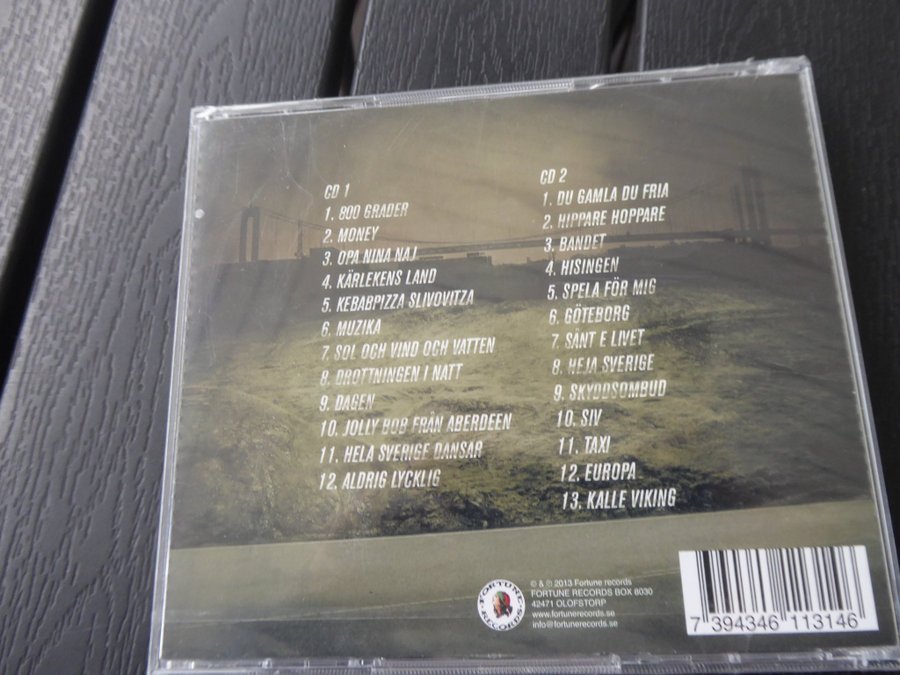 CD 1
1. 800 GRADER
2. MONEY
3. OPA NINA NAJ
4. KÄRLEKENS LAND
5. KEBABPIZZA SLIVOVITZA
6. MUZIKA
7. SOL OCH VIND OCH VATTEN
8. DROTTNINGEN I NATT
9. DAGEN
10. JOLLY BOB FRÅN ABERDEEN
11. HELA SVERIGE DANSAR
12. ALDRIG LYCKLIG
CD 2
1. DU GAMLA DU FRIA
2. HIPPARE HOPPARE
3. BANDET
4. HISINGEN
5. SPELA FÖR MIG
6. GÖTEBORG
7. SÄNT E LIVET
8. HEJA SVERIGE
9. SKYDDSOMBUD
10. SIV
11. TAXI
12. EUROPA
13. KALLE VIKING
FORTUNE RECORDS
© & ℗ 2013 Fortune records
FORTUNE RECORDS BOX 8030
42471 OLOFSTORP
www.fortunerecords.se
info@fortunerecords.se
7 394346 113146